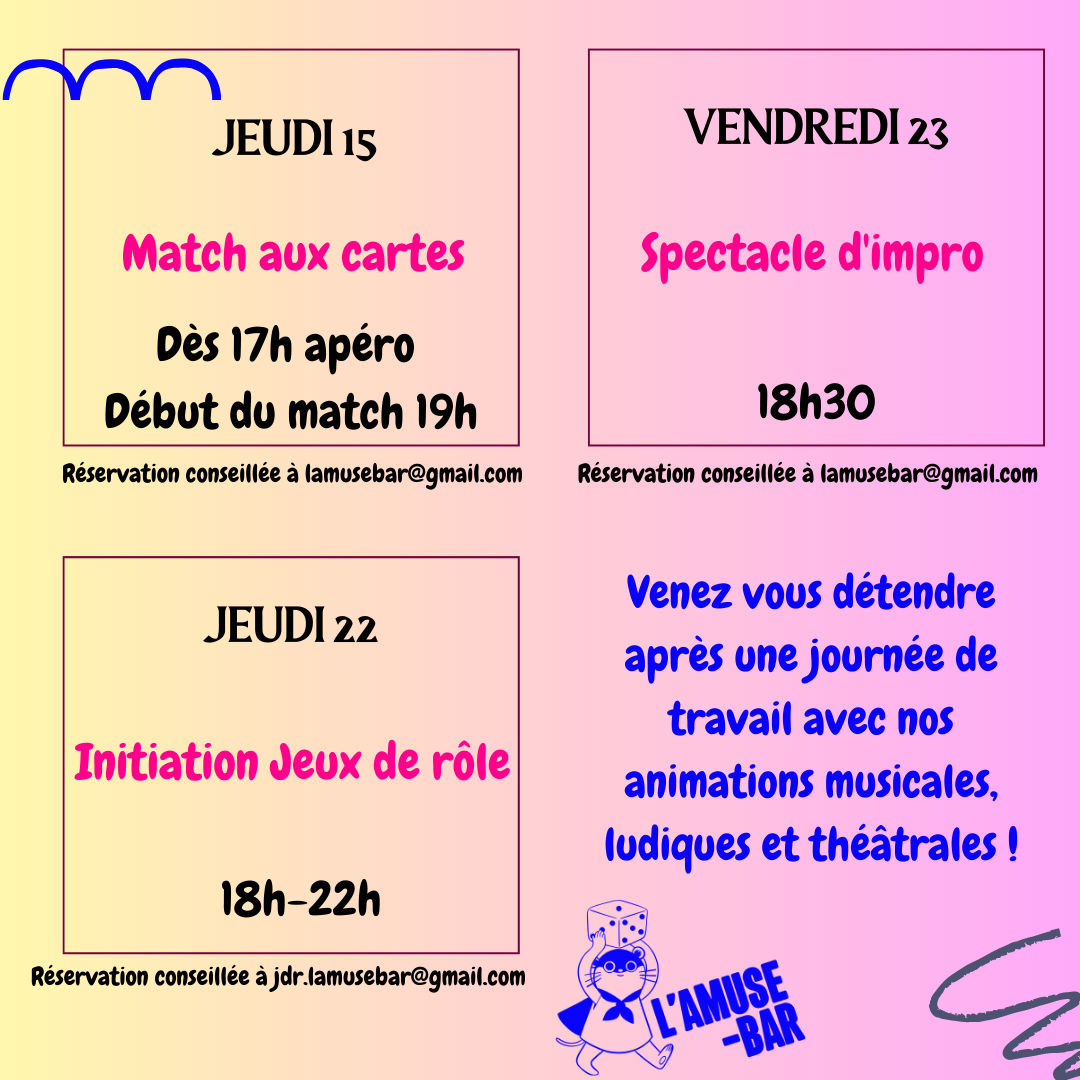 JEUDI 15
Match aux cartes
Dès 17h apéro
Début du match 19h
Réservation conseillée à lamusebar@gmail.com
VENDREDI 23
Spectacle d'impro
18h30
Réservation conseillée à lamusebar@gmail.com
JEUDI 22
Initiation Jeux de rôle
18h-22h
Réservation conseillée à jdr.lamusebar@gmail.com
Venez vous détendre
après une journée de
travail avec nos
animations musicales,
ludiques et théâtrales !
L'AMUSE
-BAR